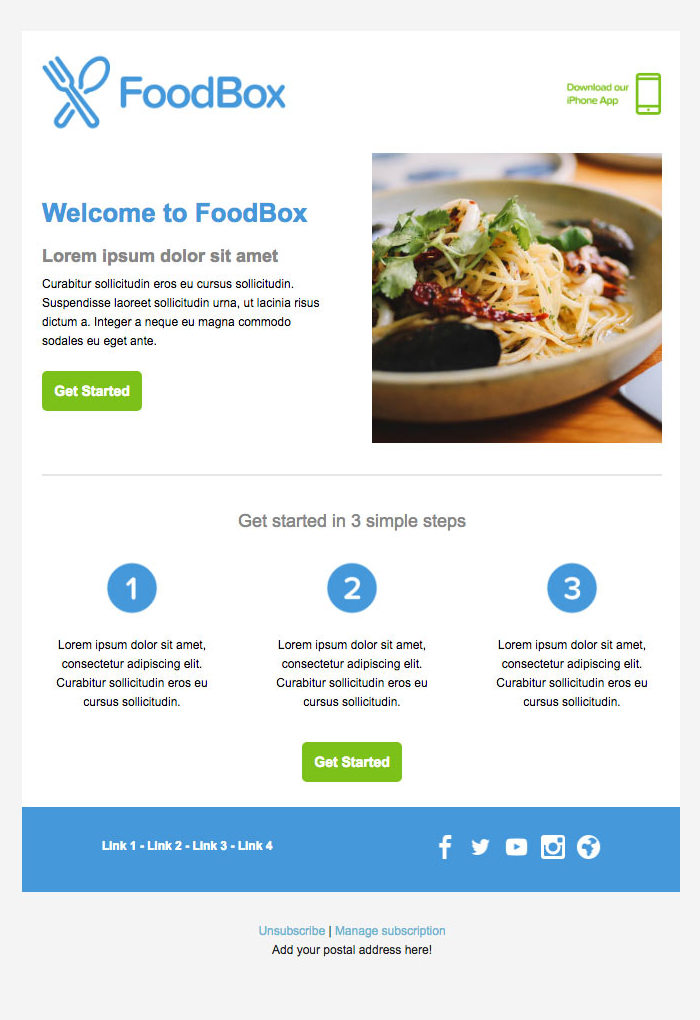 FoodBox
Download our
iPhone App
Welcome to FoodBox
Lorem ipsum dolor sit amet
Curabitur sollicitudin eros eu cursus sollicitudin.
Suspendisse laoreet sollicitudin urna, ut lacinia risus
dictum a. Integer a neque eu magna commodo
sodales eu eget ante.
Get Started
Get started in 3 simple steps
1
Lorem ipsum dolor sit amet,
consectetur adipiscing elit.
Curabitur sollicitudin eros eu
cursus sollicitudin.
2
Lorem ipsum dolor sit amet,
consectetur adipiscing elit.
Curabitur sollicitudin eros eu
cursus sollicitudin.
3
Lorem ipsum dolor sit amet,
consectetur adipiscing elit.
Curabitur sollicitudin eros eu
cursus sollicitudin.
Get Started
Link 1 - Link 2 - Link 3 - Link 4
Unsubscribe | Manage subscription
Add your postal address here!